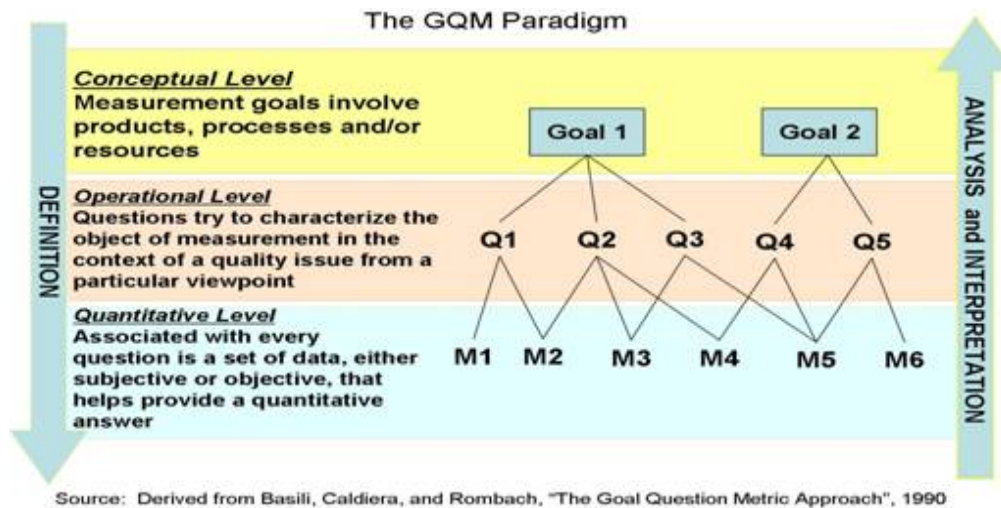 The GQM Paradigm
Conceptual Level
Measurement goals involve
products, processes and/or
resources
Goal 1
Goal 2
DEFINITION
ANALYSIS and INTERPRETATION
Operational Level
Questions try to characterize the
object of measurement in the
context of a quality issue from a
particular viewpoint
Q1 Q2 Q3 Q4 Q5
Quantitative Level
Associated with every
question is a set of data, either
subjective or objective, that
helps provide a quantitative
answer
M1 M2 M3 M4 M5 M6
Source: Derived from Basili, Caldiera, and Rombach, "The Goal Question Metric Approach", 1990